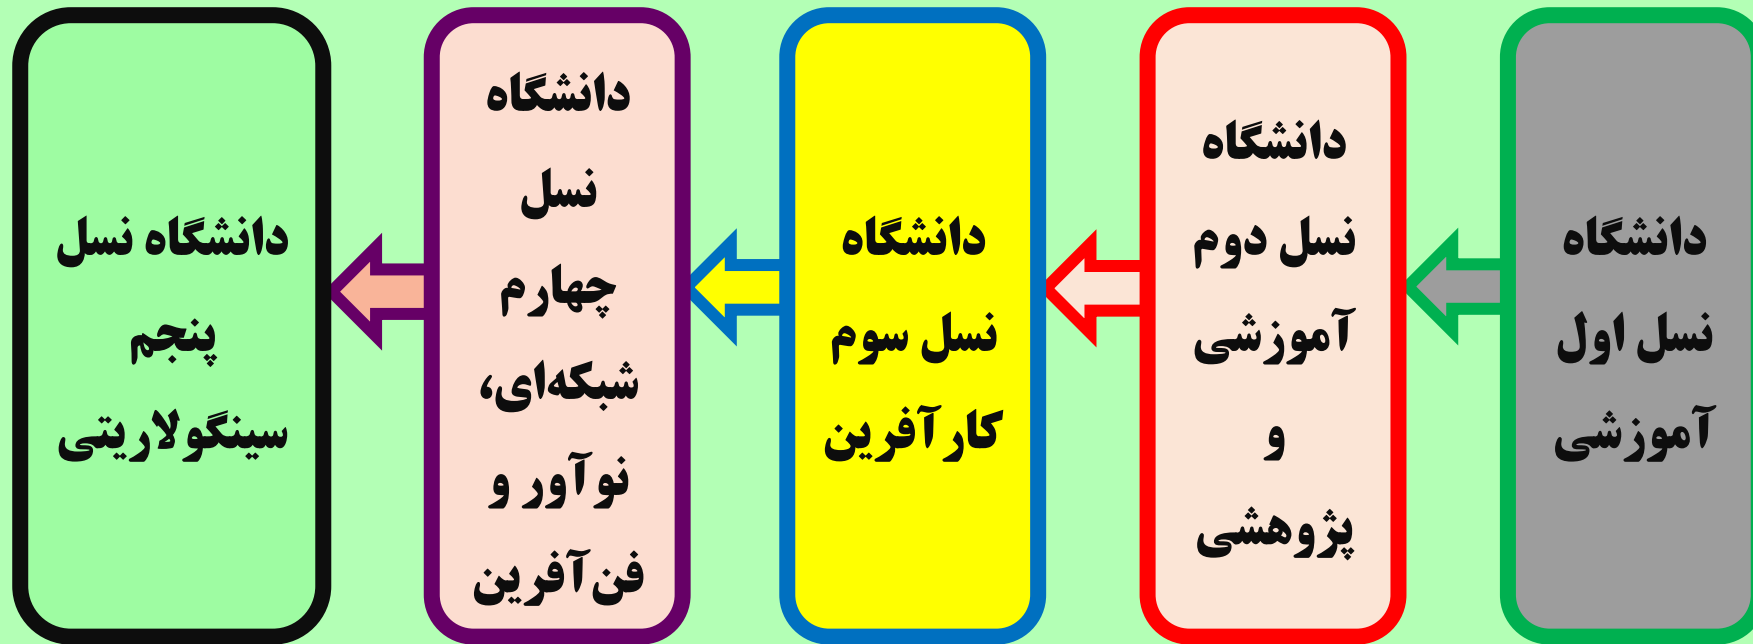 دانشگاه
نسل اول
آموزشی
دانشگاه
نسل دوم
آموزشی
و
پژوهشی
دانشگاه
نسل سوم
کارآفرین
دانشگاه
نسل
چهارم
شبکه‌ای،
نوآور و
فن‌آفرین
دانشگاه نسل
پنجم
سینگولاریتی